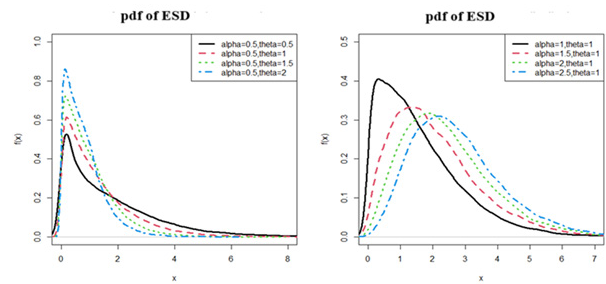 pdf of ESD
alpha=0.5,theta=0.5
alpha=0.5,theta=1
alpha=0.5,theta=1.5
alpha=0.5,theta=2
f(x)
1.0
0.8
0.6
0.4
0.2
0.0
0 2 4 6 8
x
pdf of ESD
alpha=1,theta=1
alpha=1.5,theta=1
alpha=2,theta=1
alpha=2.5,theta=1
f(x)
0.5
0.4
0.3
0.2
0.1
0.0
0 1 2 3 4 5 6 7
x